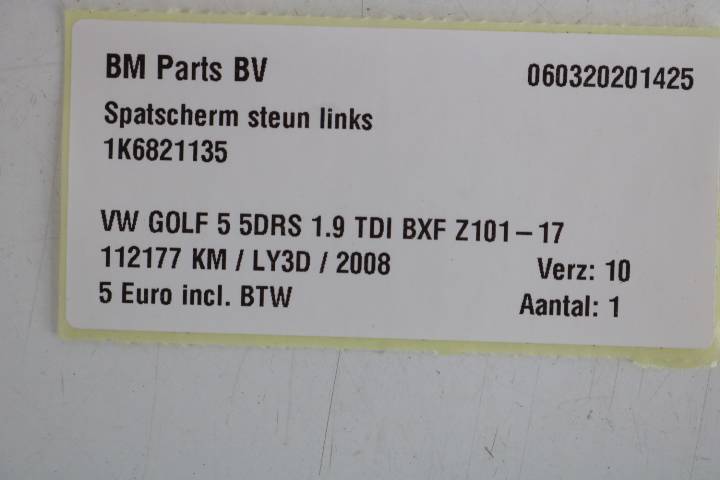 BM Parts BV 060320201425
Spatscherm steun links
1K6821135
VW GOLF 5 5DRS 1.9 TDI BXF Z101-17
112177 KM / LY3D / 2008 Verz: 10
5 Euro incl. BTW Aantal: 1